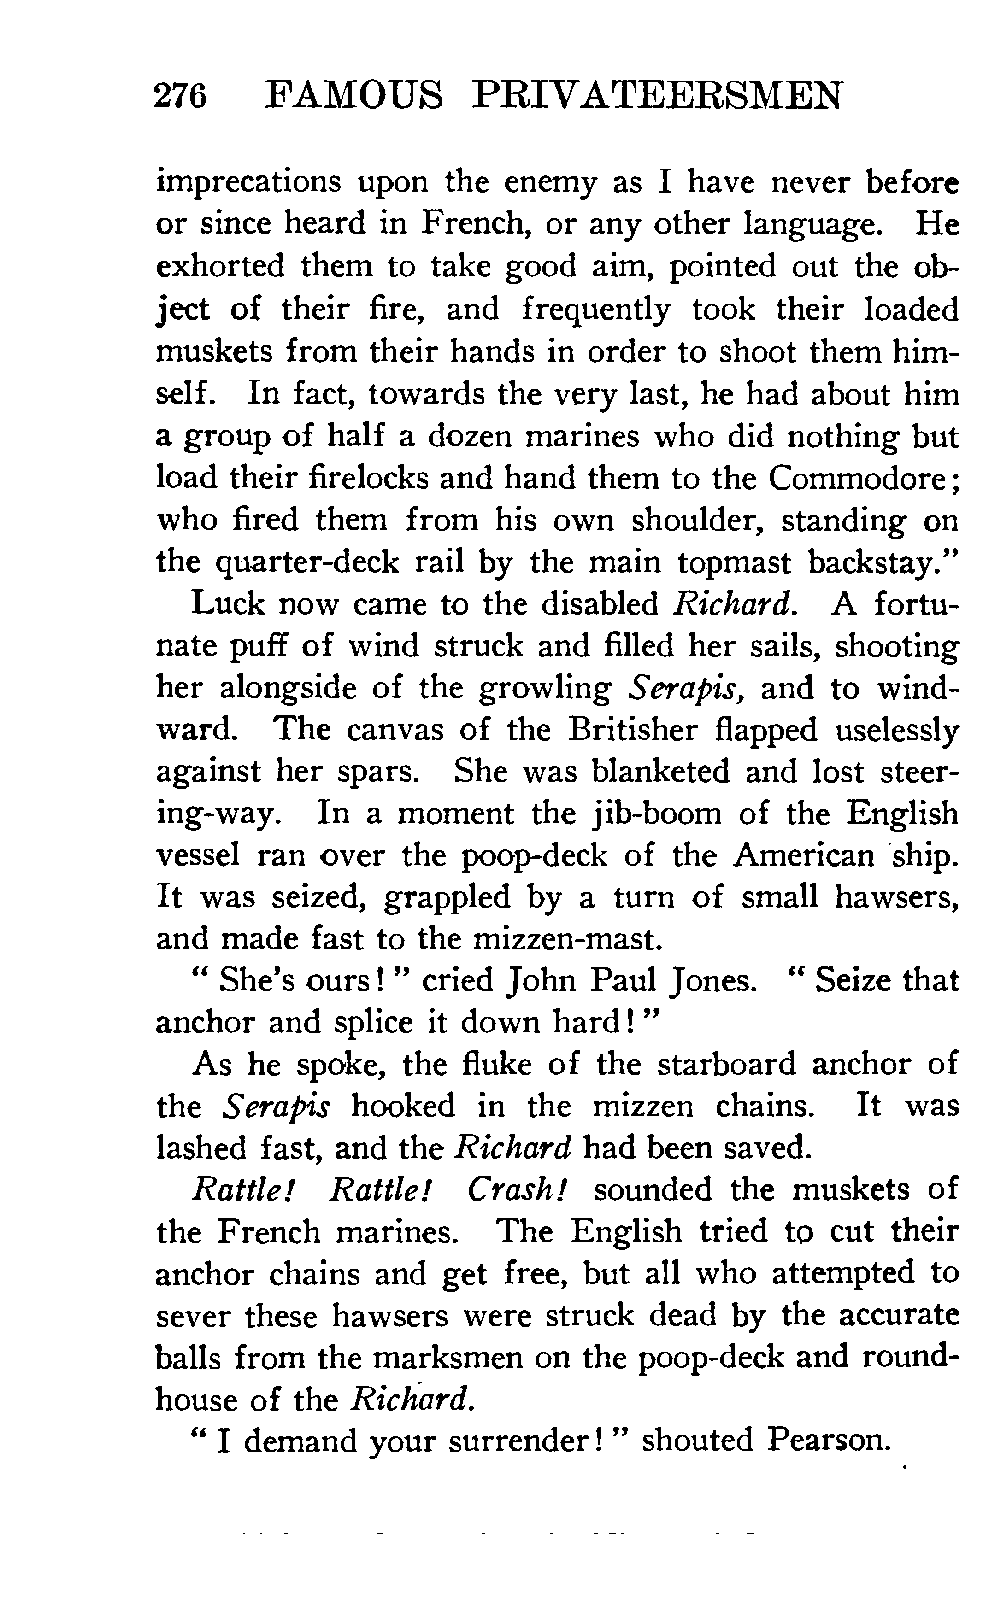 276 FAMOUS PRIVATEERSMEN
imprecations upon the enemy as I have never before
or since heard in French, or any other language. He
exhorted them to take good aim, pointed out the ob-
ject of their fire, and frequently took their loaded
muskets from their hands in order to shoot them him-
self. In fact, towards the very last, he had about him
a group of half a dozen marines who did nothing but
load their firelocks and hand them to the Commodore;
who fired them from his own shoulder, standing on
the quarter-deck rail by the main topmast backstay."
Luck now came to the disabled Richard. A fortu-
nate puff of wind struck and filled her sails, shooting
her alongside of the growling Serapis, and to wind-
ward. The canvas of the Britisher flapped uselessly
against her spars. She was blanketed and lost steer-
ing-way. In a moment the jib-boom of the English
vessel ran over the poop-deck of the American ship.
It was seized, grappled by a turn of small hawsers,
and made fast to the mizzen-mast.
" She's ours! " cried John Paul Jones. " Seize that
anchor and splice it down hard! "
As he spoke, the fluke of the starboard anchor of
the Serapis hooked in the mizzen chains. It was
lashed fast, and the Richard had been saved.
Rattle! Rattle! Crash! sounded the muskets of
the French marines. The English tried to cut their
anchor chains and get free, but all who attempted to
sever these hawsers were struck dead by the accurate
balls from the marksmen on the poop-deck and round-
house of the Richard.
" I demand your surrender! " shouted Pearson.